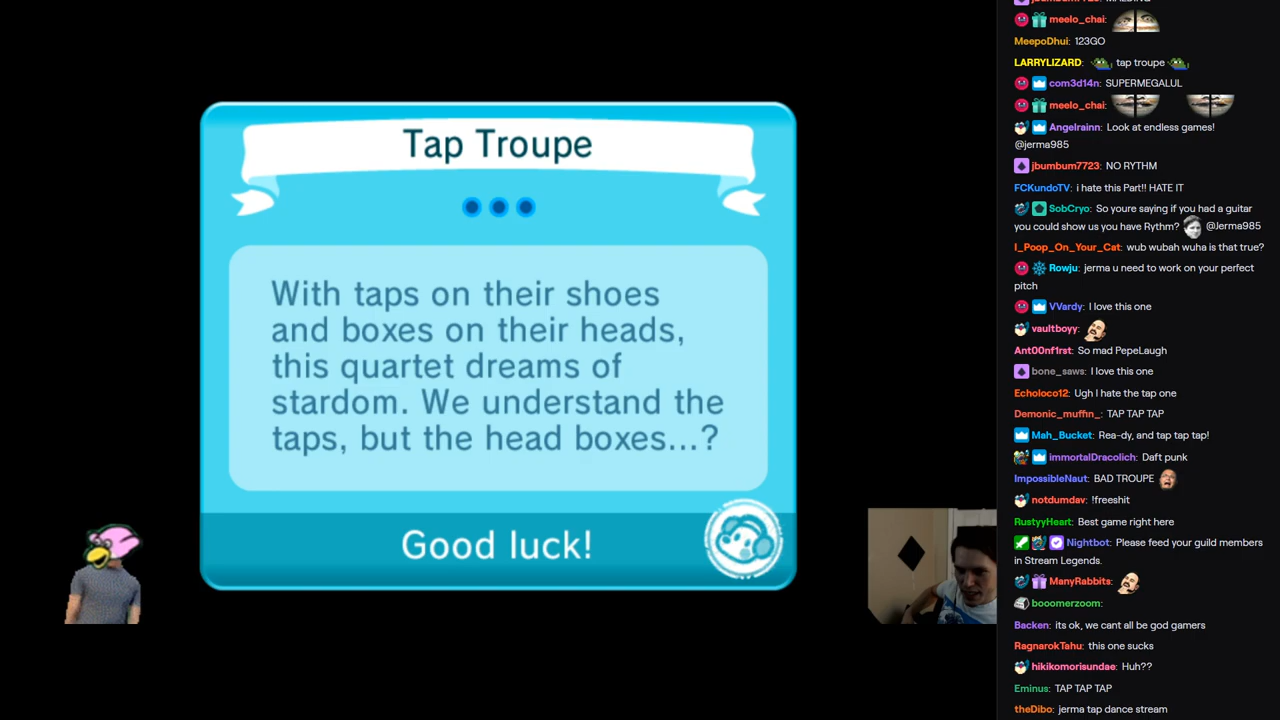 Tap Troupe
With taps on their shoes
and boxes on their heads,
this quartet dreams of
stardom. We understand the
taps, but the head boxes...?
Good luck!
meelo_chai:
MeepoDhui: 123GO
LARRYLIZARD: tap troupe
com3d14n: SUPERMEGALUL
meelo_chai:
Angelrainn: Look at endless games!
@jerma985
jbumbum7723: NO RYTHM
FCKundoTV: i hate this Part!! HATE IT
SobCryo: So youre saying if you had a guitar
you could show us you have Rythm? @Jerma985
I_Poop_On_Your_Cat: wub wubah wuha is that true?
Rowju: jerma u need to work on your perfect
pitch
VVardy: I love this one
vaultboyy:
Ant00nf1rst: So mad PepeLaugh
bone_saws: I love this one
Echoloco12: Ugh I hate the tap one
Demonic_muffin_: TAP TAP TAP
Mah_Bucket: Rea-dy, and tap tap tap!
immortalDracolich: Daft punk
ImpossibleNaut: BAD TROUPE
notdumdav: !freeshit
RustyyHeart: Best game right here
Nightbot: Please feed your guild members
in Stream Legends.
ManyRabbits:
booomerzoom:
Backen: its ok, we cant all be god gamers
RagnarokTahu: this one sucks
hikikomorisundae: Huh??
Eminus: TAP TAP TAP
theDibo: jerma tap dance stream